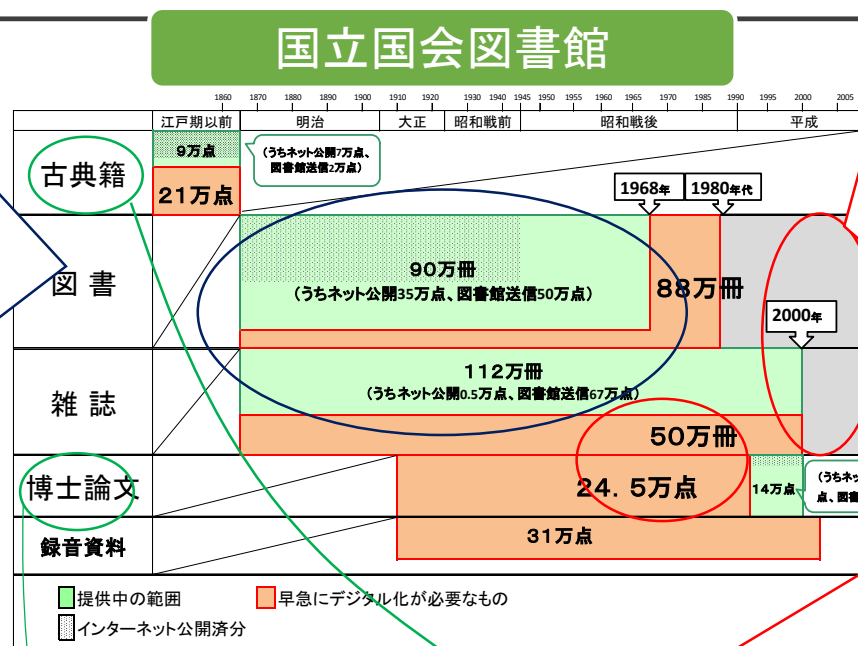 国立国会図書館
1860 1870 1880 1890 1900 1910 1920 1930 1940 1945 1950 1955 1960 1965 1970 1985 1990 1995 2000 2005
江戸期以前 明治 大正 昭和戦前 昭和戦後 平成
古典籍
9万点
(うちネット公開7万点、
図書館送信2万点)
21万点
1968年 1980年代
図書
90万冊
(うちネット公開35万点、図書館送信50万点)
88万冊
2000年
雑誌
112万冊
(うちネット公開0.5万点、図書館送信67万点)
50万冊
博士論文
24.5万点
14万点
(うちネッ
点、図書
録音資料
31万点
提供中の範囲
早急にデジタル化が必要なもの
インターネット公開済分